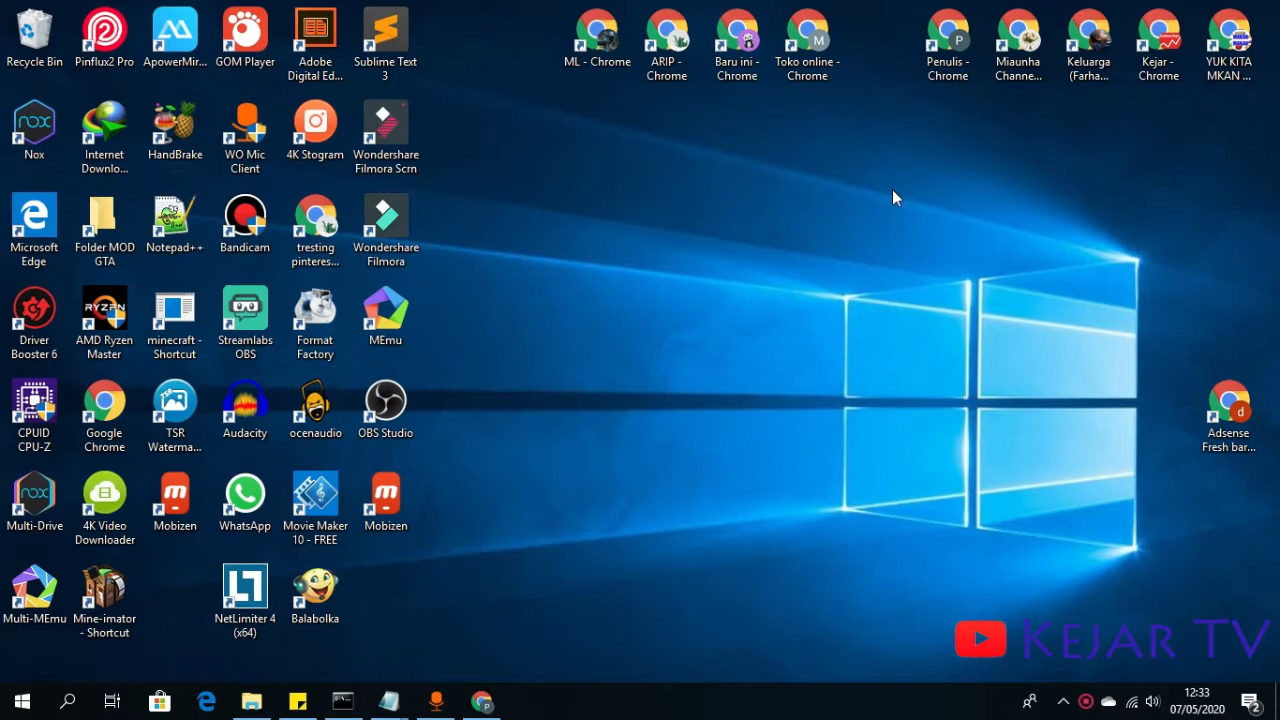 Recycle Bin
Pinflux2 Pro
ApowerMir...
GOM Player
Adobe
Digital Ed...
Sublime Text
3
ML - Chrome
ARIP -
Chrome
Baru ini -
Chrome
Toko online -
Chrome
Penulis -
Chrome
Miaunha
Channe...
Keluarga
(Farha...
Kejar -
Chrome
YUK KITA
MKAN ...
Nox
Internet
Downlo...
HandBrake
WO Mic
Client
4K Stogram
Wondershare
Filmora Scrn
Microsoft
Edge
Folder MOD
GTA
Notepad++
Bandicam
tresting
pinteres...
Wondershare
Filmora
RYZEN
Driver
Booster 6
AMD Ryzen
Master
minecraft -
Shortcut
Streamlabs
OBS
Format
Factory
MEmu
CPUID
CPU-Z
Google
Chrome
TSR
Waterma...
Audacity
ocenaudio
OBS Studio
Adsense
Fresh bar...
Multi-Drive
4K Video
Downloader
Mobizen
WhatsApp
Movie Maker
10 - FREE
Mobizen
Multi-MEmu
Mine-imator
- Shortcut
NetLimiter 4
(x64)
Balabolka
KEJAR TV
12:33
07/05/2020
2